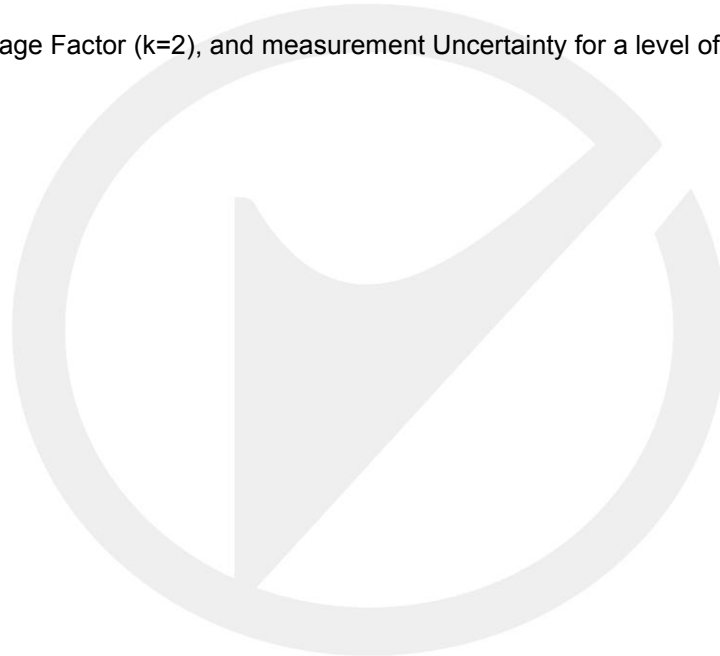 age Factor (k=2), and measurement Uncertainty for a level of